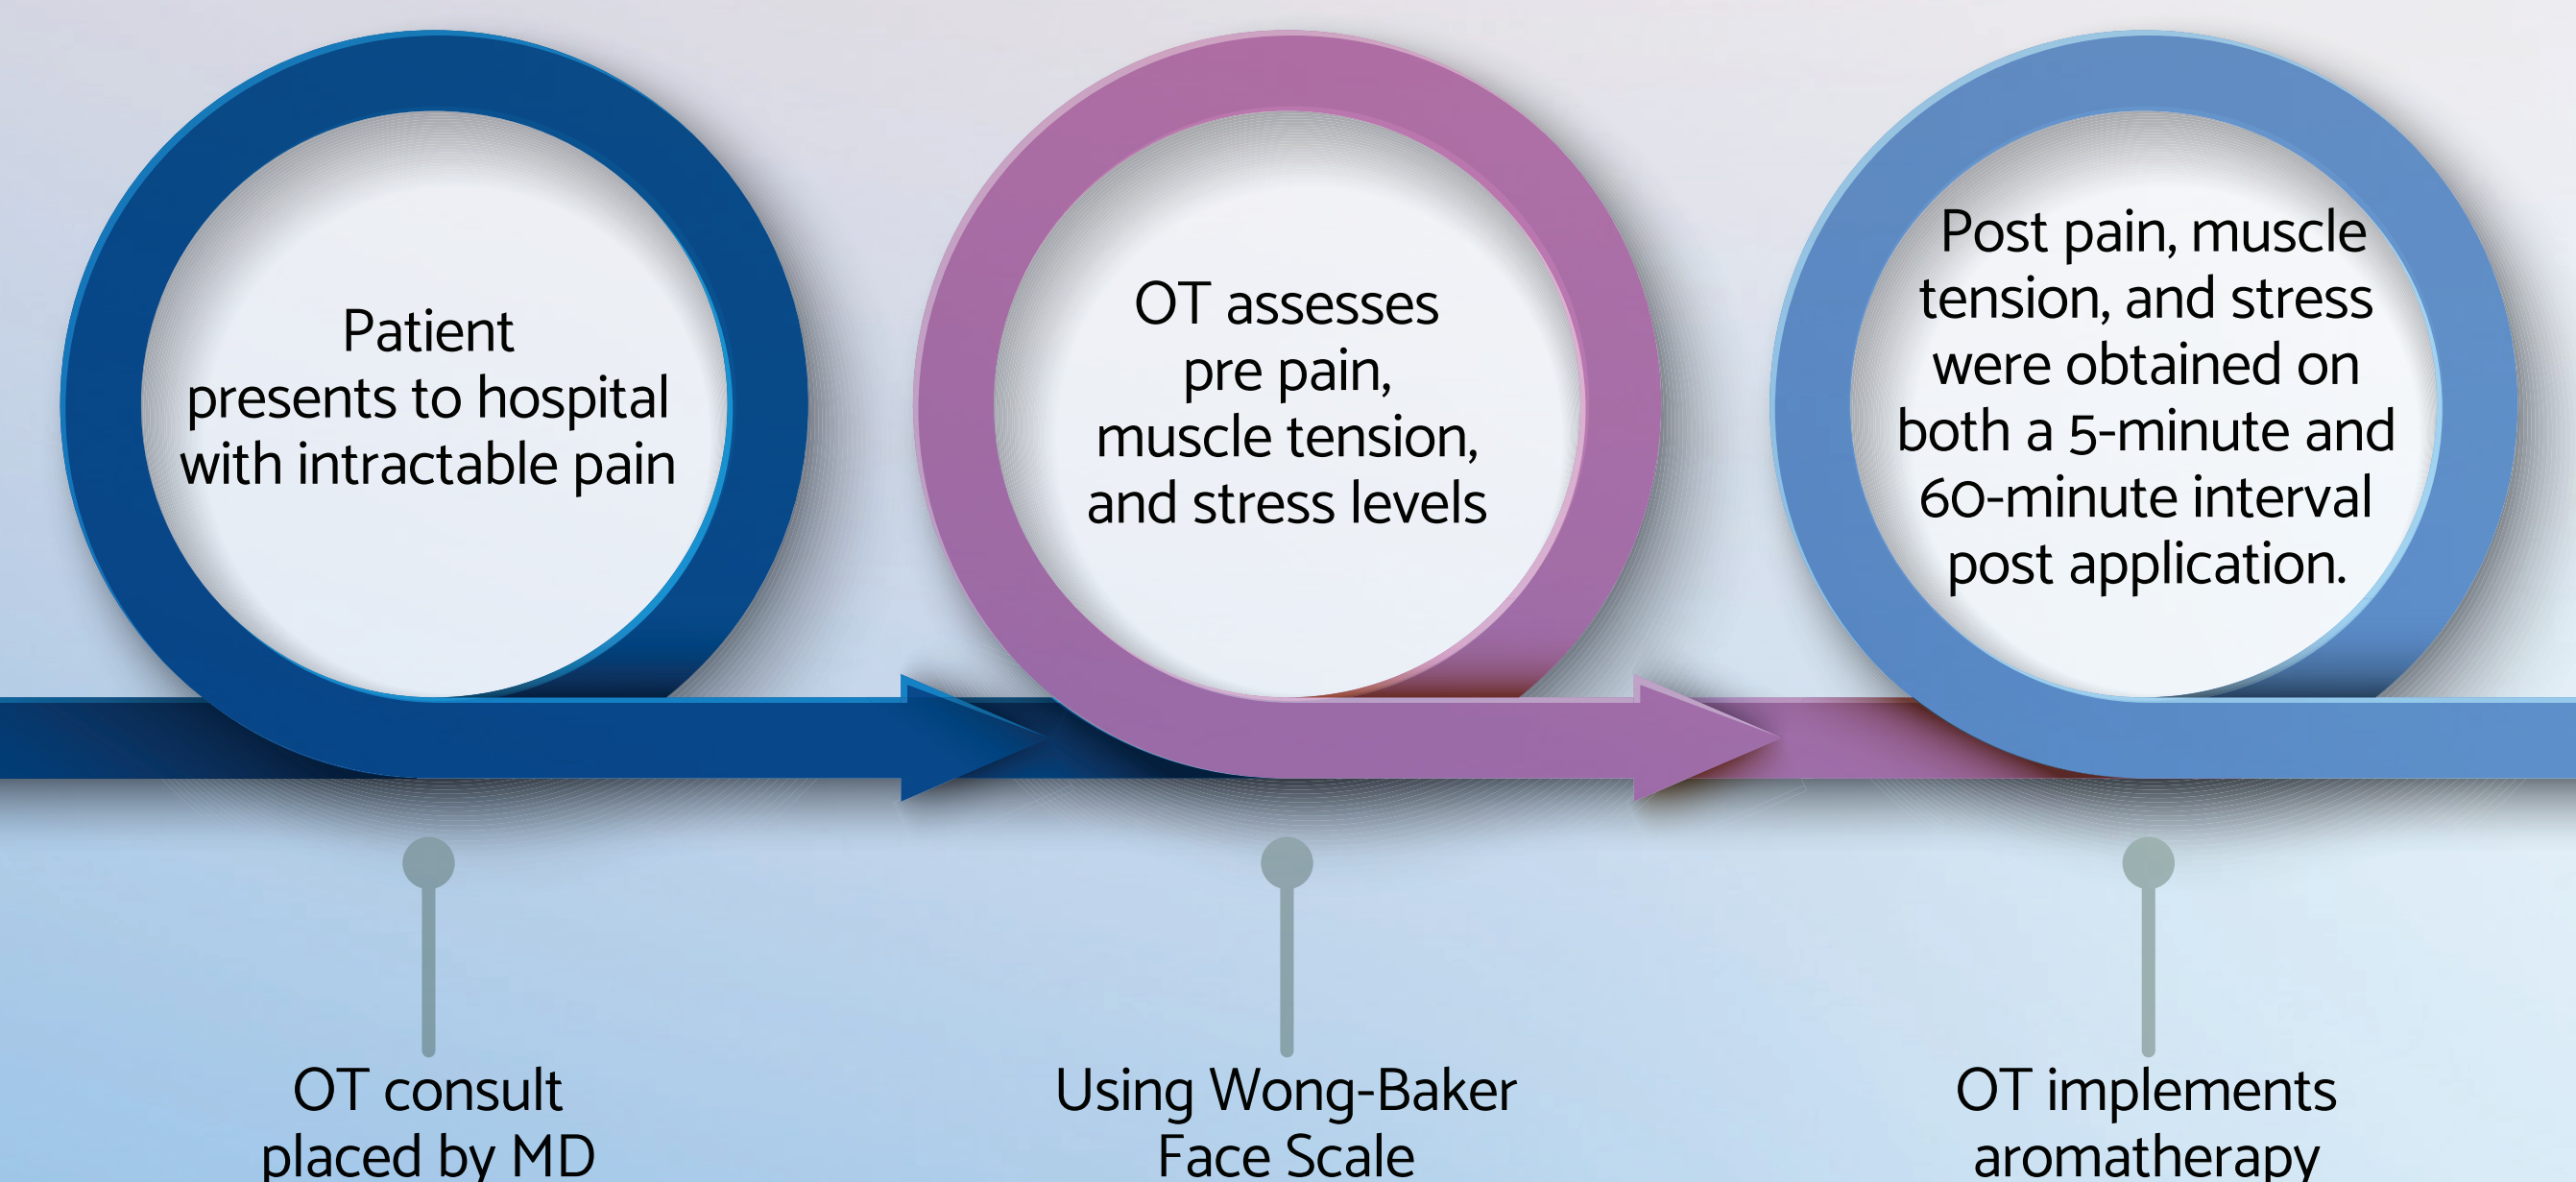 Patient
presents to hospital
with intractable pain
OT assesses
pre pain,
muscle tension,
and stress levels
Post pain, muscle
tension, and stress
were obtained on
both a 5-minute and
60-minute interval
post application.
OT consult
placed by MD
Using Wong-Baker
Face Scale
OT implements
aromatherapy